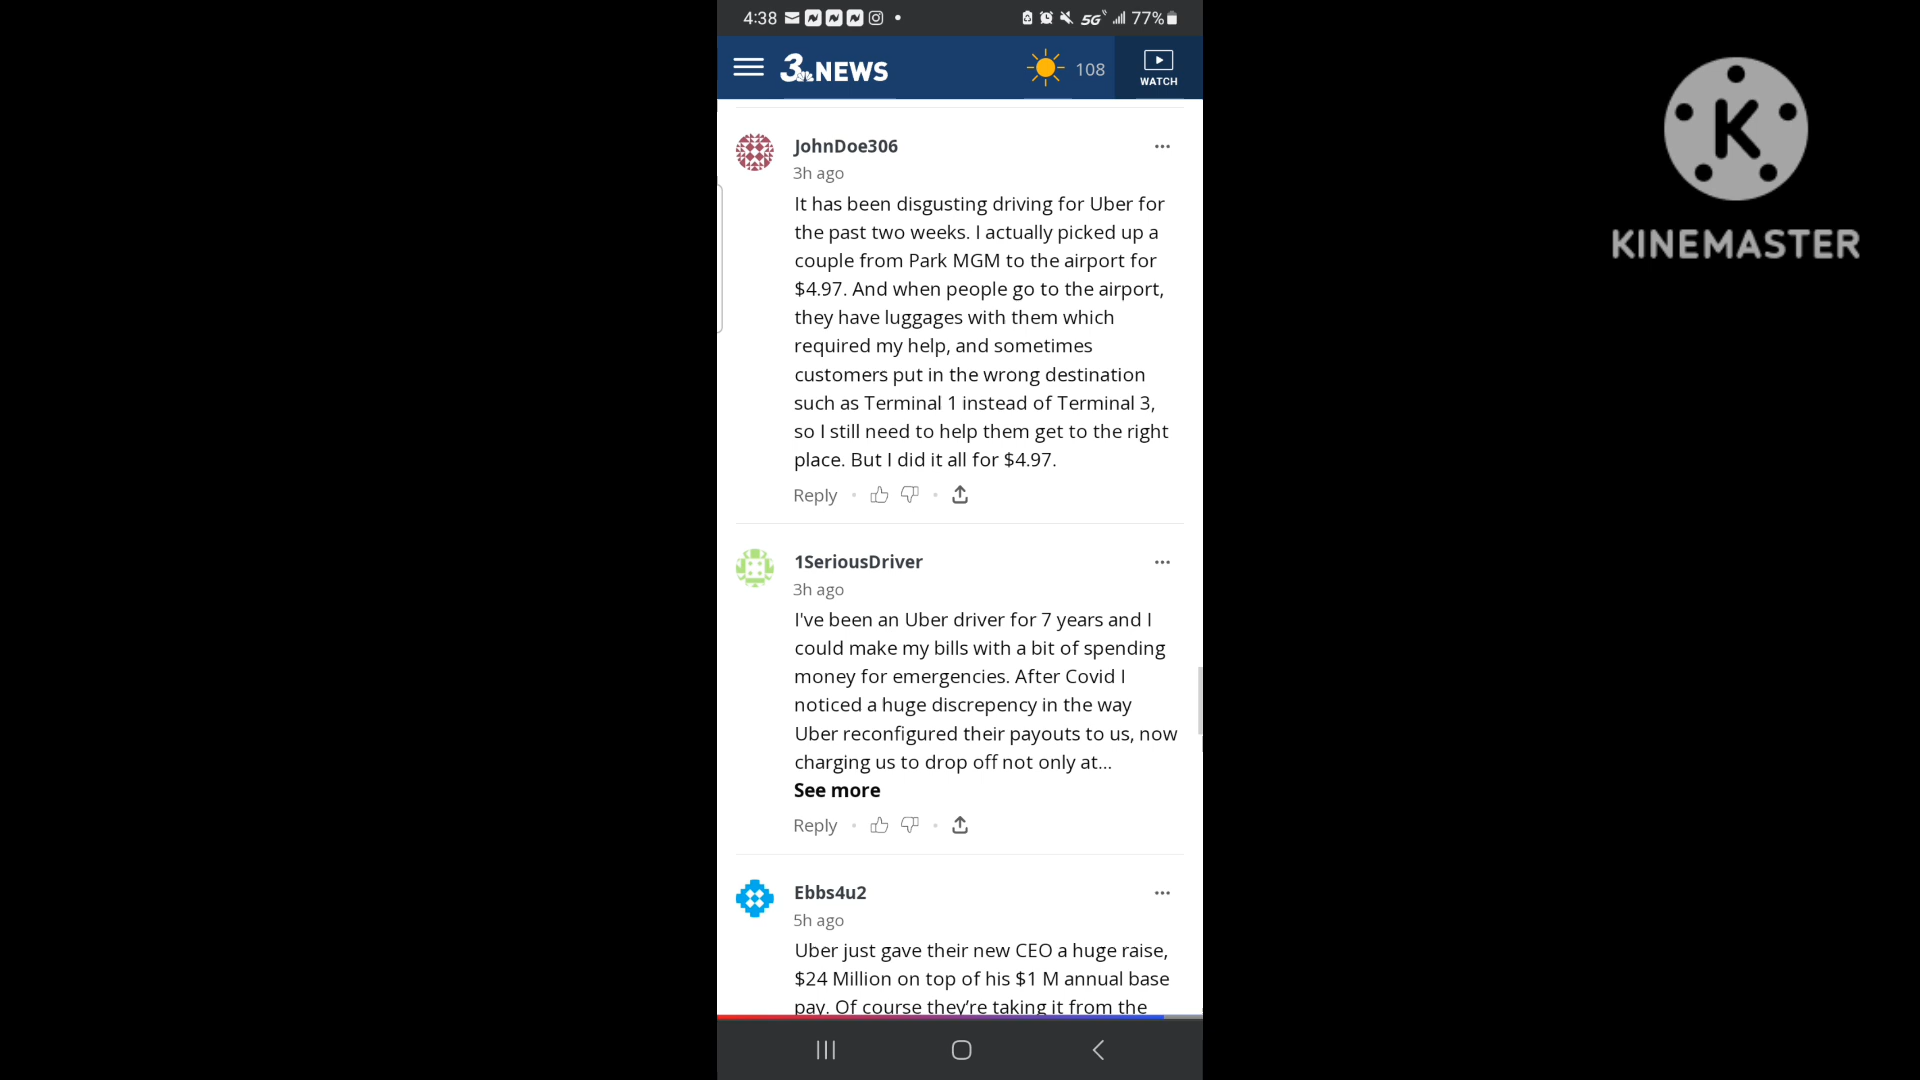 4:38
5G 77%
3 NEWS
108
WATCH
K
KINEMASTER
JohnDoe306
3h ago
It has been disgusting driving for Uber for
the past two weeks. I actually picked up a
couple from Park MGM to the airport for
$4.97. And when people go to the airport,
they have luggages with them which
required my help, and sometimes
customers put in the wrong destination
such as Terminal 1 instead of Terminal 3,
so I still need to help them get to the right
place. But I did it all for $4.97.
Reply
1SeriousDriver
3h ago
I've been an Uber driver for 7 years and I
could make my bills with a bit of spending
money for emergencies. After Covid I
noticed a huge discrepency in the way
Uber reconfigured their payouts to us, now
charging us to drop off not only at...
See more
Reply
Ebbs4u2
5h ago
Uber just gave their new CEO a huge raise,
$24 Million on top of his $1 M annual base
pay. Of course they’re taking it from the